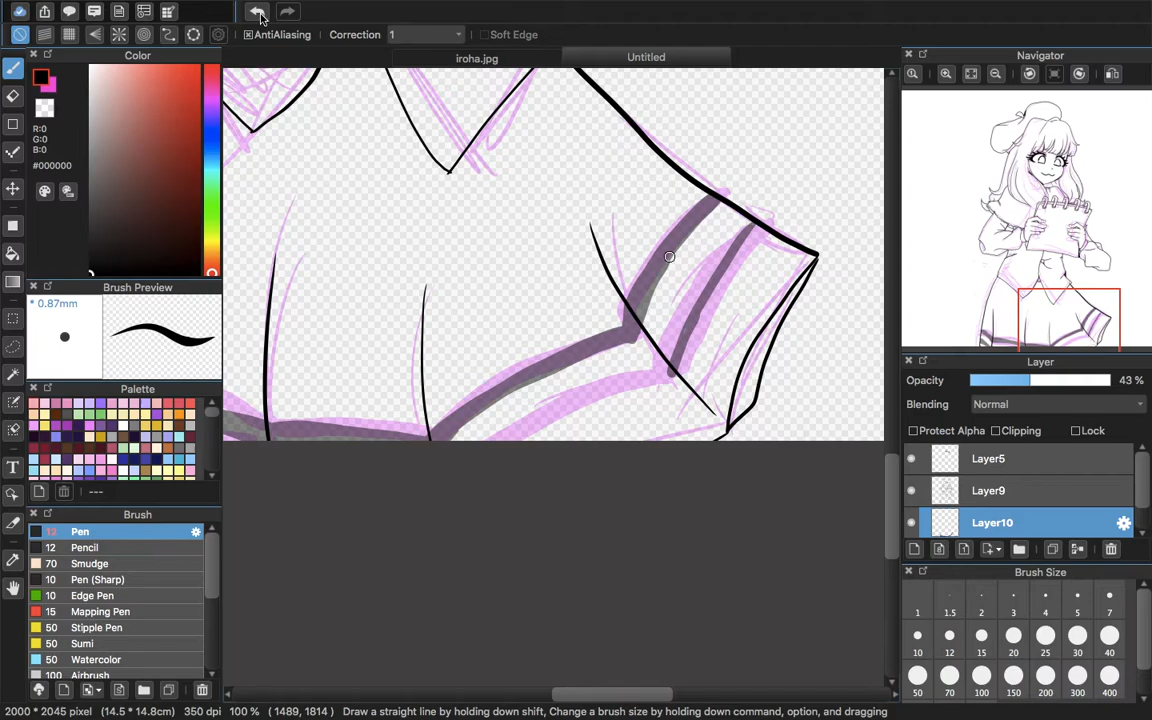 AntiAliasing Correction 1 Soft Edge
Color
iroha.jpg Untitled
Navigator
R:0
G:0
B:0
#000000
Brush Preview
* 0.87mm
Palette
---
Brush
12 Pen
12 Pencil
70 Smudge
10 Pen (Sharp)
10 Edge Pen
15 Mapping Pen
50 Stipple Pen
50 Sumi
50 Watercolor
100 Airbrush
Layer
Opacity 43 %
Blending Normal
Protect Alpha Clipping Lock
Layer5
Layer9
Layer10
Brush Size
1 1.5 2 3 4 5 7
10 12 15 20 25 30 40
50 70 100 150 200 300 400
2000 * 2045 pixel (14.5 * 14.8cm) 350 dpi 100 % ( 1489, 1814 ) Draw a straight line by holding down shift, Change a brush size by holding down command, option, and dragging